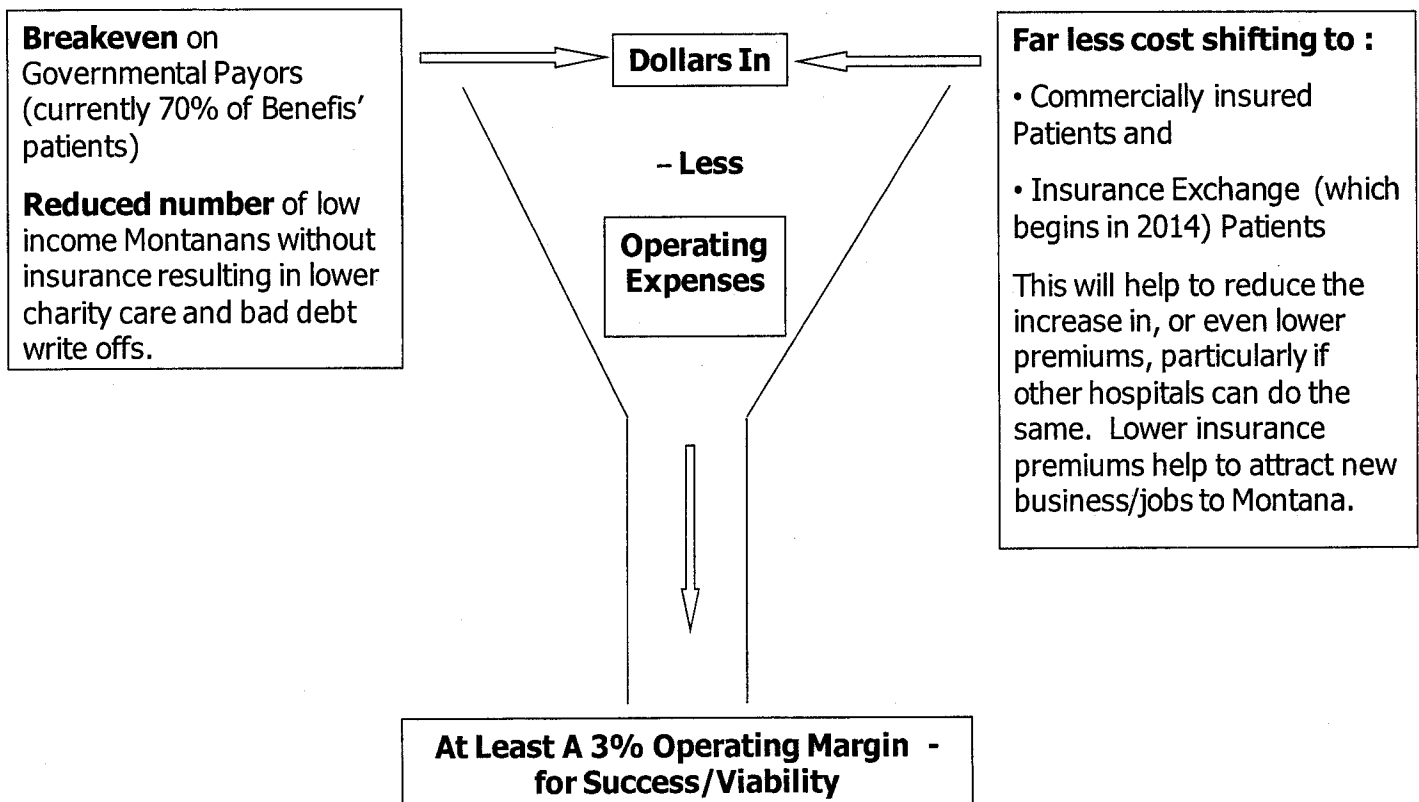 Breakeven on
Governmental Payors
(currently 70% of Benefis'
patients)
Reduced number of low
income Montanans without
insurance resulting in lower
charity care and bad debt
write offs.
Dollars In
– Less
Operating
Expenses
Far less cost shifting to :
• Commercially insured
Patients and
• Insurance Exchange (which
begins in 2014) Patients
This will help to reduce the
increase in, or even lower
premiums, particularly if
other hospitals can do the
same. Lower insurance
premiums help to attract new
business/jobs to Montana.
At Least A 3% Operating Margin -
for Success/Viability